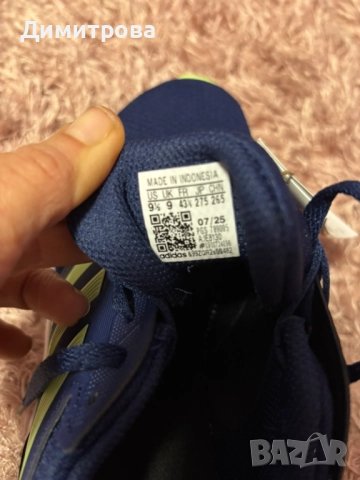 Димитрова
MADE IN INDONESIA
US UK FR JP CHN
9½ 9 43⅓ 275 265
07/25
adidas
BAZAR